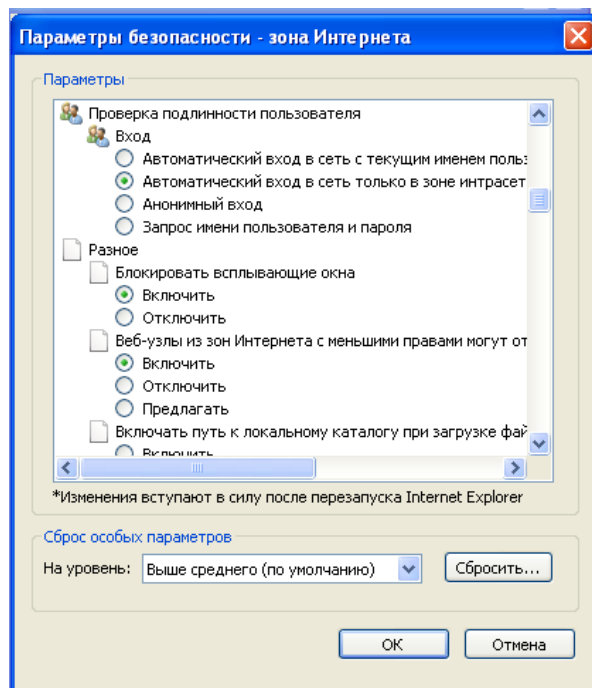 Параметры безопасности - зона Интернета
Параметры
Проверка подлинности пользователя
Вход
Автоматический вход в сеть с текущим именем польз
Автоматический вход в сеть только в зоне интрасет
Анонимный вход
Запрос имени пользователя и пароля
Разное
Блокировать всплывающие окна
Включить
Отключить
Веб-узлы из зон Интернета с меньшими правами могут от
Включить
Отключить
Предлагать
Включать путь к локальному каталогу при загрузке фай
Включить
*Изменения вступают в силу после перезапуска Internet Explorer
Сброс особых параметров
На уровень: Выше среднего (по умолчанию) Сбросить...
ОК Отмена